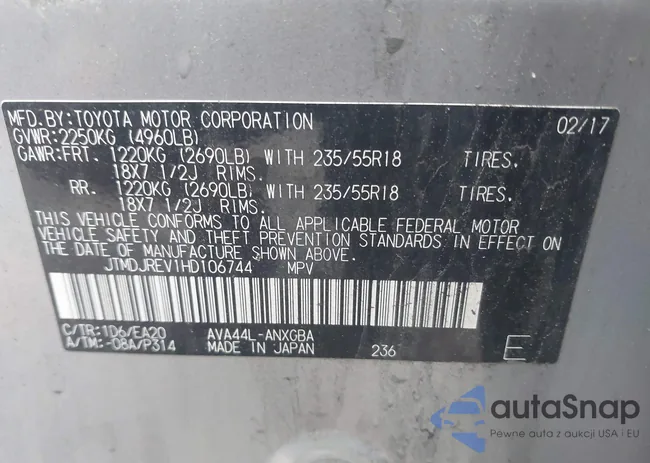 MFD.BY:TOYOTA MOTOR CORPORATION 02/17
GVWR:2250KG (4960LB)
GAWR:FRT. 1220KG (2690LB) WITH 235/55R18 TIRES.
18X7 1/2J RIMS.
RR. 1220KG (2690LB) WITH 235/55R18 TIRES.
18X7 1/2J RIMS.
THIS VEHICLE CONFORMS TO ALL APPLICABLE FEDERAL MOTOR
VEHICLE SAFETY AND THEFT PREVENTION STANDARDS IN EFFECT ON
THE DATE OF MANUFACTURE SHOWN ABOVE.
JTMDJREV1HD106744 MPV
C/TR:1D6/EA20 AVA44L-ANXGBA
A/TM:-08A/P314 MADE IN JAPAN 236 E
autaSnap
Pewne auta z aukcji USA i EU